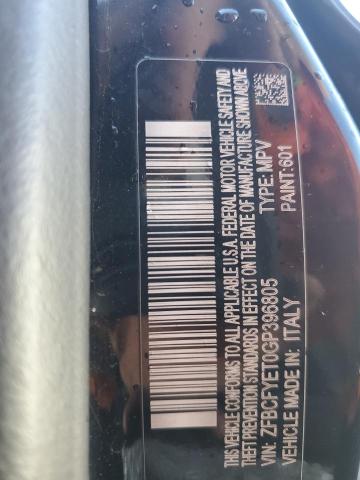 THIS VEHICLE CONFORMS TO ALL APPLICABLE U.S.A. FEDERAL MOTOR VEHICLE SAFETY AND
THEFT PREVENTION STANDARDS IN EFFECT ON THE DATE OF MANUFACTURE SHOWN ABOVE
VIN: ZFBCFYET0GP396805 TYPE: MPV
VEHICLE MADE IN: ITALY PAINT: 601